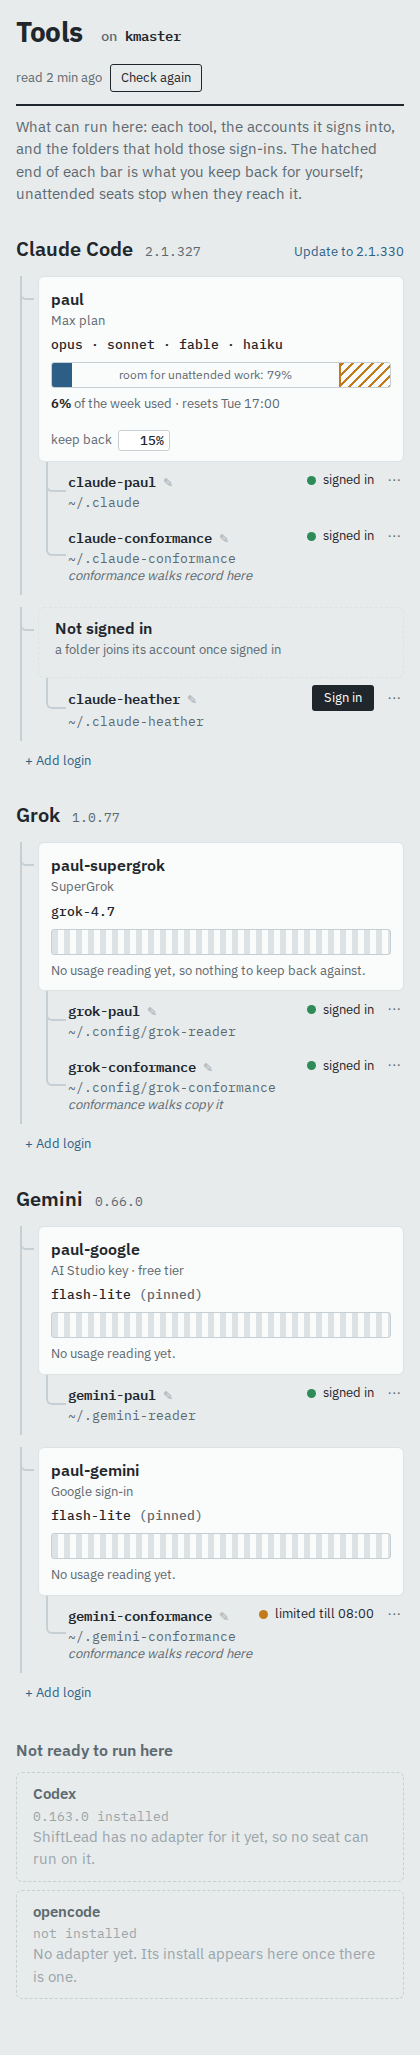 Tools on kmaster
read 2 min ago Check again
What can run here: each tool, the accounts it signs into,
and the folders that hold those sign-ins. The hatched
end of each bar is what you keep back for yourself;
unattended seats stop when they reach it.
Claude Code 2.1.327 Update to 2.1.330
paul
Max plan
opus · sonnet · fable · haiku
room for unattended work: 79%
6% of the week used · resets Tue 17:00
keep back 15%
claude-paul ✎ signed in ···
~/.claude
claude-conformance ✎ signed in ···
~/.claude-conformance
conformance walks record here
Not signed in
a folder joins its account once signed in
claude-heather ✎ Sign in ···
~/.claude-heather
+ Add login
Grok 1.0.77
paul-supergrok
SuperGrok
grok-4.7
No usage reading yet, so nothing to keep back against.
grok-paul ✎ signed in ···
~/.config/grok-reader
grok-conformance ✎ signed in ···
~/.config/grok-conformance
conformance walks copy it
+ Add login
Gemini 0.66.0
paul-google
AI Studio key · free tier
flash-lite (pinned)
No usage reading yet.
gemini-paul ✎ signed in ···
~/.gemini-reader
paul-gemini
Google sign-in
flash-lite (pinned)
No usage reading yet.
gemini-conformance ✎ limited till 08:00 ···
~/.gemini-conformance
conformance walks record here
+ Add login
Not ready to run here
Codex
0.163.0 installed
ShiftLead has no adapter for it yet, so no seat can
run on it.
opencode
not installed
No adapter yet. Its install appears here once there
is one.